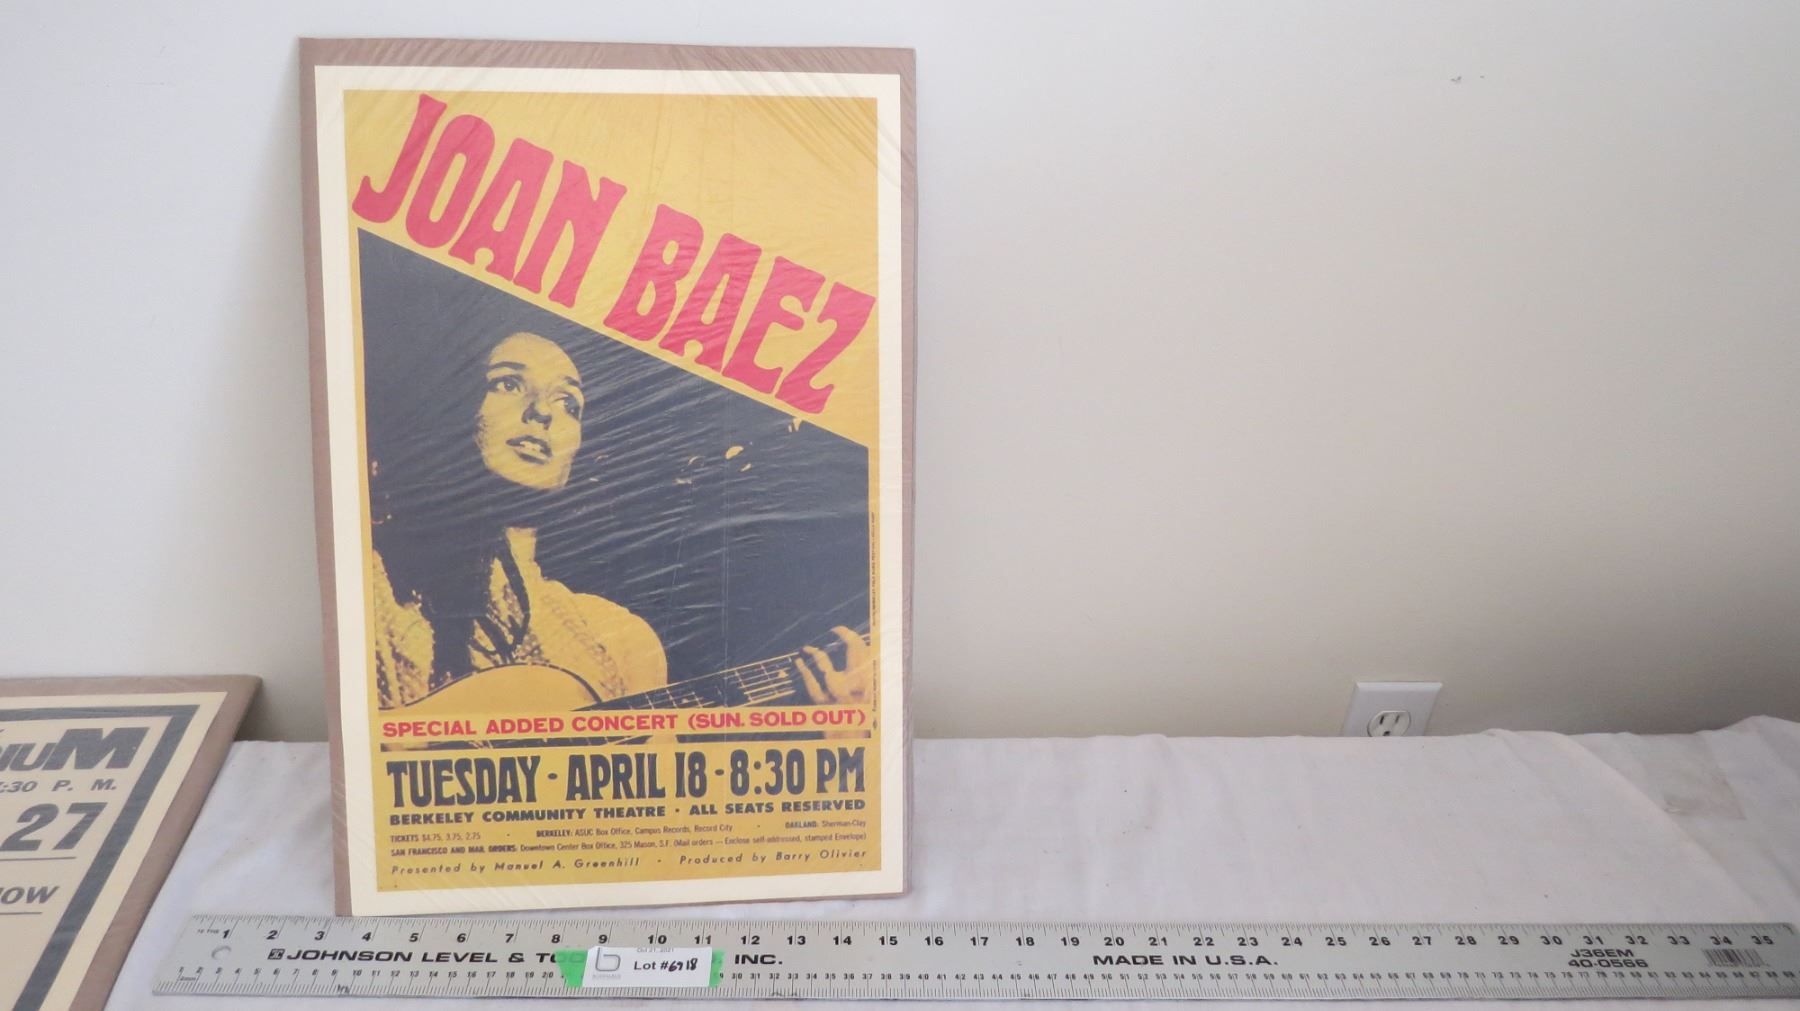 JOAN BAEZ
SPECIAL ADDED CONCERT (SUN. SOLD OUT)
TUESDAY · APRIL 18 - 8:30 PM
BERKELEY COMMUNITY THEATRE · ALL SEATS RESERVED
TICKETS $4.75, 3.75, 2.75 · BERKELEY: ASUC Box Office, Campus Records, Record City · OAKLAND: Sherman-Clay
SAN FRANCISCO AND MAIL ORDERS: Downtown Center Box Office, 325 Mason, S.F. (Mail orders — Enclose self-addressed, stamped Envelope)
Presented by Manuel A. Greenhill · Produced by Barry Olivier
IUM
:30 P. M.
27
OW
1 2 3 4 5 6 7 8 9 10 11 12 13 14 15 16 17 18 19 20 21 22 23 24 25 26 27 28 29 30 31 32 33 34 35
JOHNSON LEVEL & TOO INC. MADE IN U.S.A.
J36EM
40-0566
Oct 21, 2021
Lot #6918